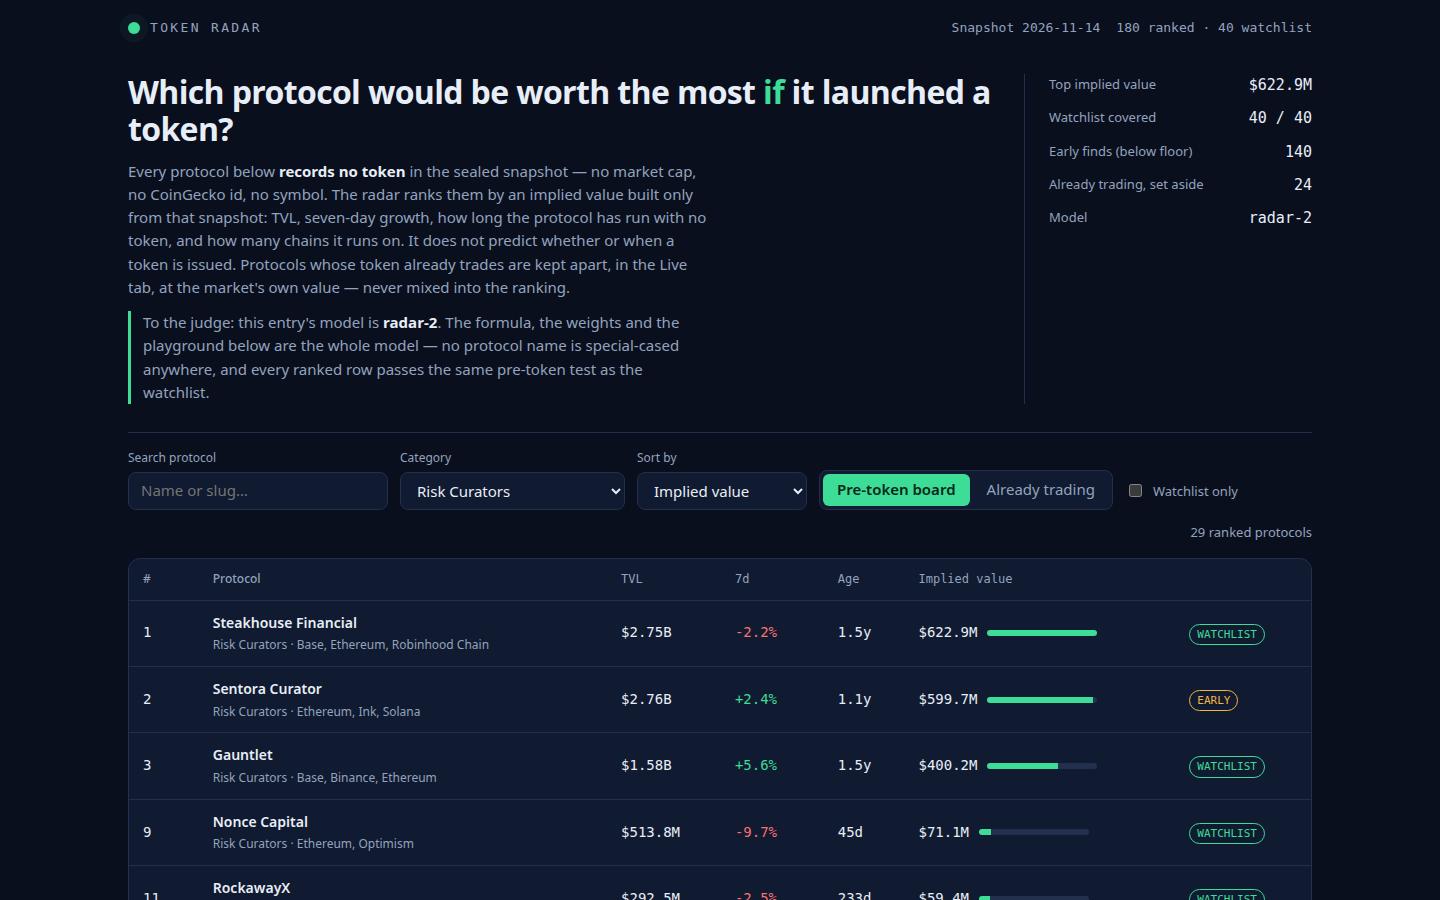 TOKEN RADAR
Snapshot 2026-11-14 180 ranked · 40 watchlist
Which protocol would be worth the most if it launched a
token?
Every protocol below records no token in the sealed snapshot — no market cap,
no CoinGecko id, no symbol. The radar ranks them by an implied value built only
from that snapshot: TVL, seven-day growth, how long the protocol has run with no
token, and how many chains it runs on. It does not predict whether or when a
token is issued. Protocols whose token already trades are kept apart, in the Live
tab, at the market's own value — never mixed into the ranking.
To the judge: this entry's model is radar-2. The formula, the weights and the
playground below are the whole model — no protocol name is special-cased
anywhere, and every ranked row passes the same pre-token test as the
watchlist.
Top implied value $622.9M
Watchlist covered 40 / 40
Early finds (below floor) 140
Already trading, set aside 24
Model radar-2
Search protocol Category Sort by
Name or slug... Risk Curators Implied value Pre-token board Already trading Watchlist only
29 ranked protocols
# Protocol TVL 7d Age Implied value
1 Steakhouse Financial $2.75B -2.2% 1.5y $622.9M WATCHLIST
Risk Curators · Base, Ethereum, Robinhood Chain
2 Sentora Curator $2.76B +2.4% 1.1y $599.7M EARLY
Risk Curators · Ethereum, Ink, Solana
3 Gauntlet $1.58B +5.6% 1.5y $400.2M WATCHLIST
Risk Curators · Base, Binance, Ethereum
9 Nonce Capital $513.8M -9.7% 45d $71.1M WATCHLIST
Risk Curators · Ethereum, Optimism
11 RockawayX $292.5M -2.5% 233d $59.4M WATCHLIST